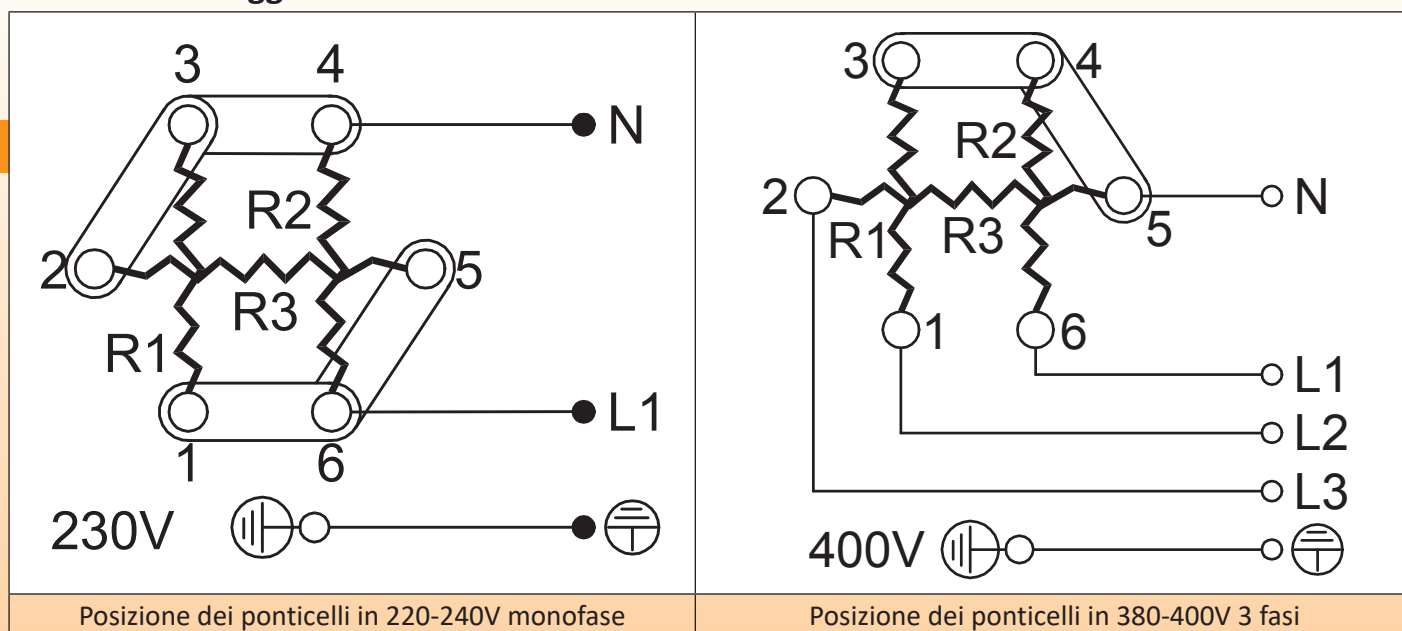 3 4
N
R2
2 5
R3
R1
L1
1 6
230V
Posizione dei ponticelli in 220-240V monofase
3 4
R2
2 N
R1 R3 5
1 6
L1
L2
L3
400V
Posizione dei ponticelli in 380-400V 3 fasi